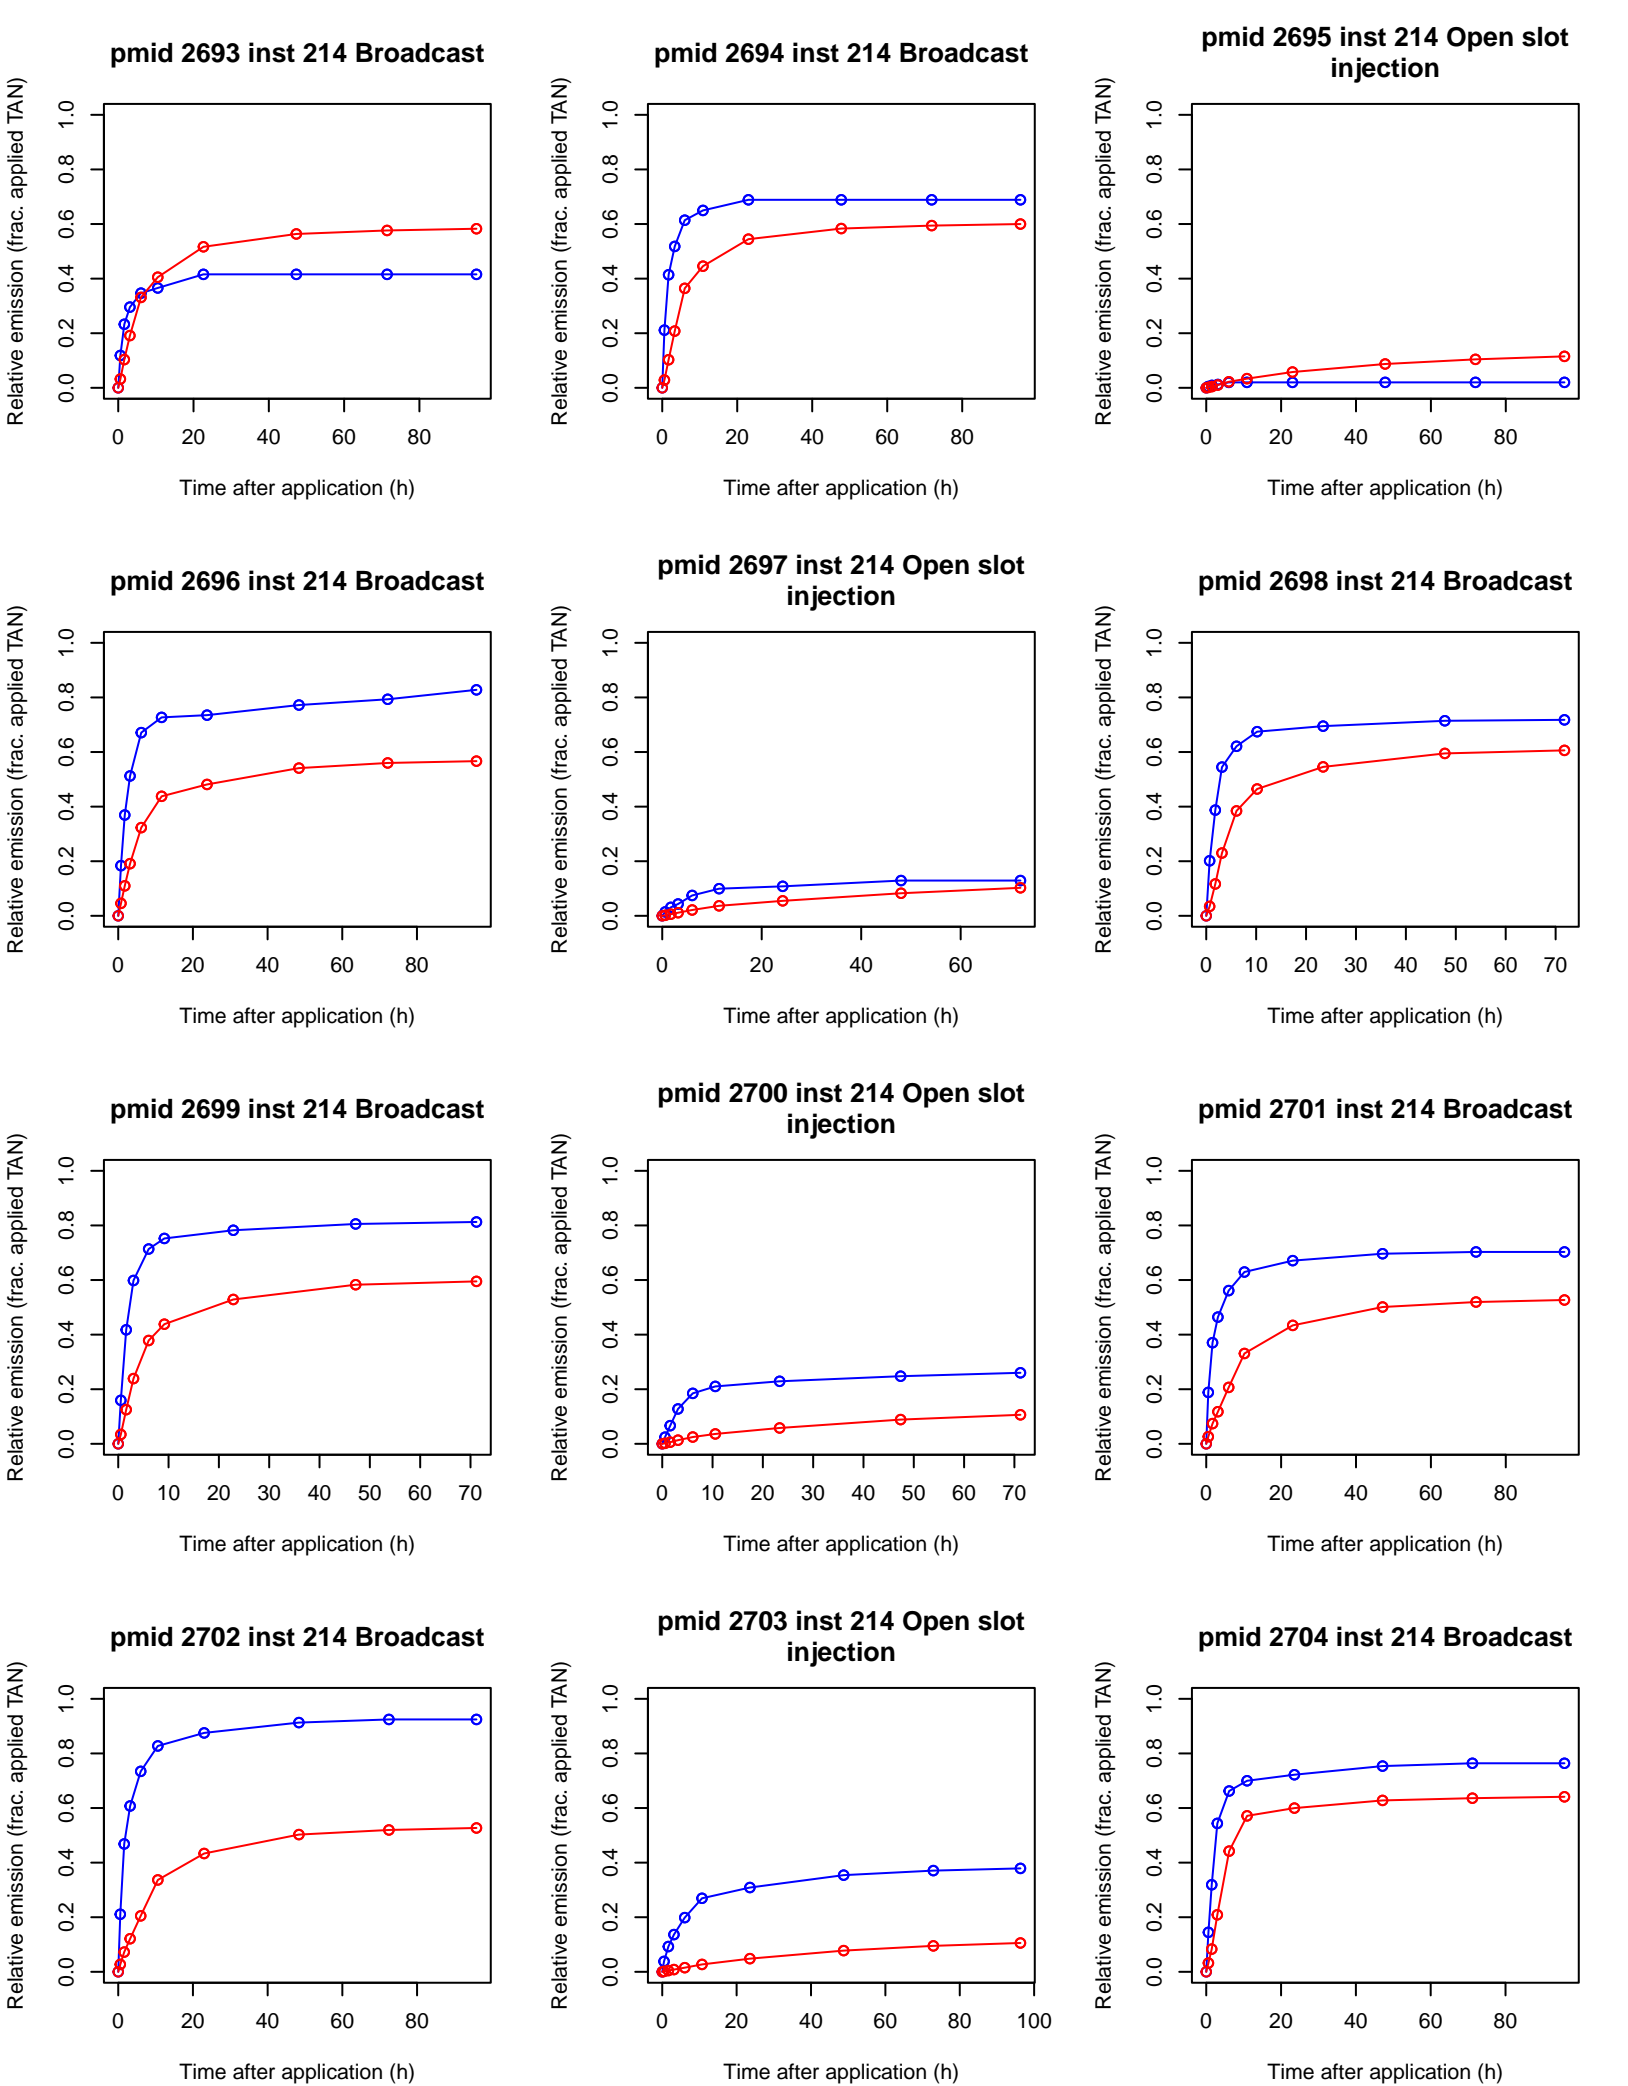 pmid 2693 inst 214 Broadcast
Relative emission (frac. applied TAN)
1.0
0.8
0.6
0.4
0.2
0.0
0 20 40 60 80
Time after application (h)
pmid 2694 inst 214 Broadcast
Relative emission (frac. applied TAN)
1.0
0.8
0.6
0.4
0.2
0.0
0 20 40 60 80
Time after application (h)
pmid 2695 inst 214 Open slot
injection
Relative emission (frac. applied TAN)
1.0
0.8
0.6
0.4
0.2
0.0
0 20 40 60 80
Time after application (h)
pmid 2696 inst 214 Broadcast
Relative emission (frac. applied TAN)
1.0
0.8
0.6
0.4
0.2
0.0
0 20 40 60 80
Time after application (h)
pmid 2697 inst 214 Open slot
injection
Relative emission (frac. applied TAN)
1.0
0.8
0.6
0.4
0.2
0.0
0 20 40 60
Time after application (h)
pmid 2698 inst 214 Broadcast
Relative emission (frac. applied TAN)
1.0
0.8
0.6
0.4
0.2
0.0
0 10 20 30 40 50 60 70
Time after application (h)
pmid 2699 inst 214 Broadcast
Relative emission (frac. applied TAN)
1.0
0.8
0.6
0.4
0.2
0.0
0 10 20 30 40 50 60 70
Time after application (h)
pmid 2700 inst 214 Open slot
injection
Relative emission (frac. applied TAN)
1.0
0.8
0.6
0.4
0.2
0.0
0 10 20 30 40 50 60 70
Time after application (h)
pmid 2701 inst 214 Broadcast
Relative emission (frac. applied TAN)
1.0
0.8
0.6
0.4
0.2
0.0
0 20 40 60 80
Time after application (h)
pmid 2702 inst 214 Broadcast
Relative emission (frac. applied TAN)
1.0
0.8
0.6
0.4
0.2
0.0
0 20 40 60 80
Time after application (h)
pmid 2703 inst 214 Open slot
injection
Relative emission (frac. applied TAN)
1.0
0.8
0.6
0.4
0.2
0.0
0 20 40 60 80 100
Time after application (h)
pmid 2704 inst 214 Broadcast
Relative emission (frac. applied TAN)
1.0
0.8
0.6
0.4
0.2
0.0
0 20 40 60 80
Time after application (h)